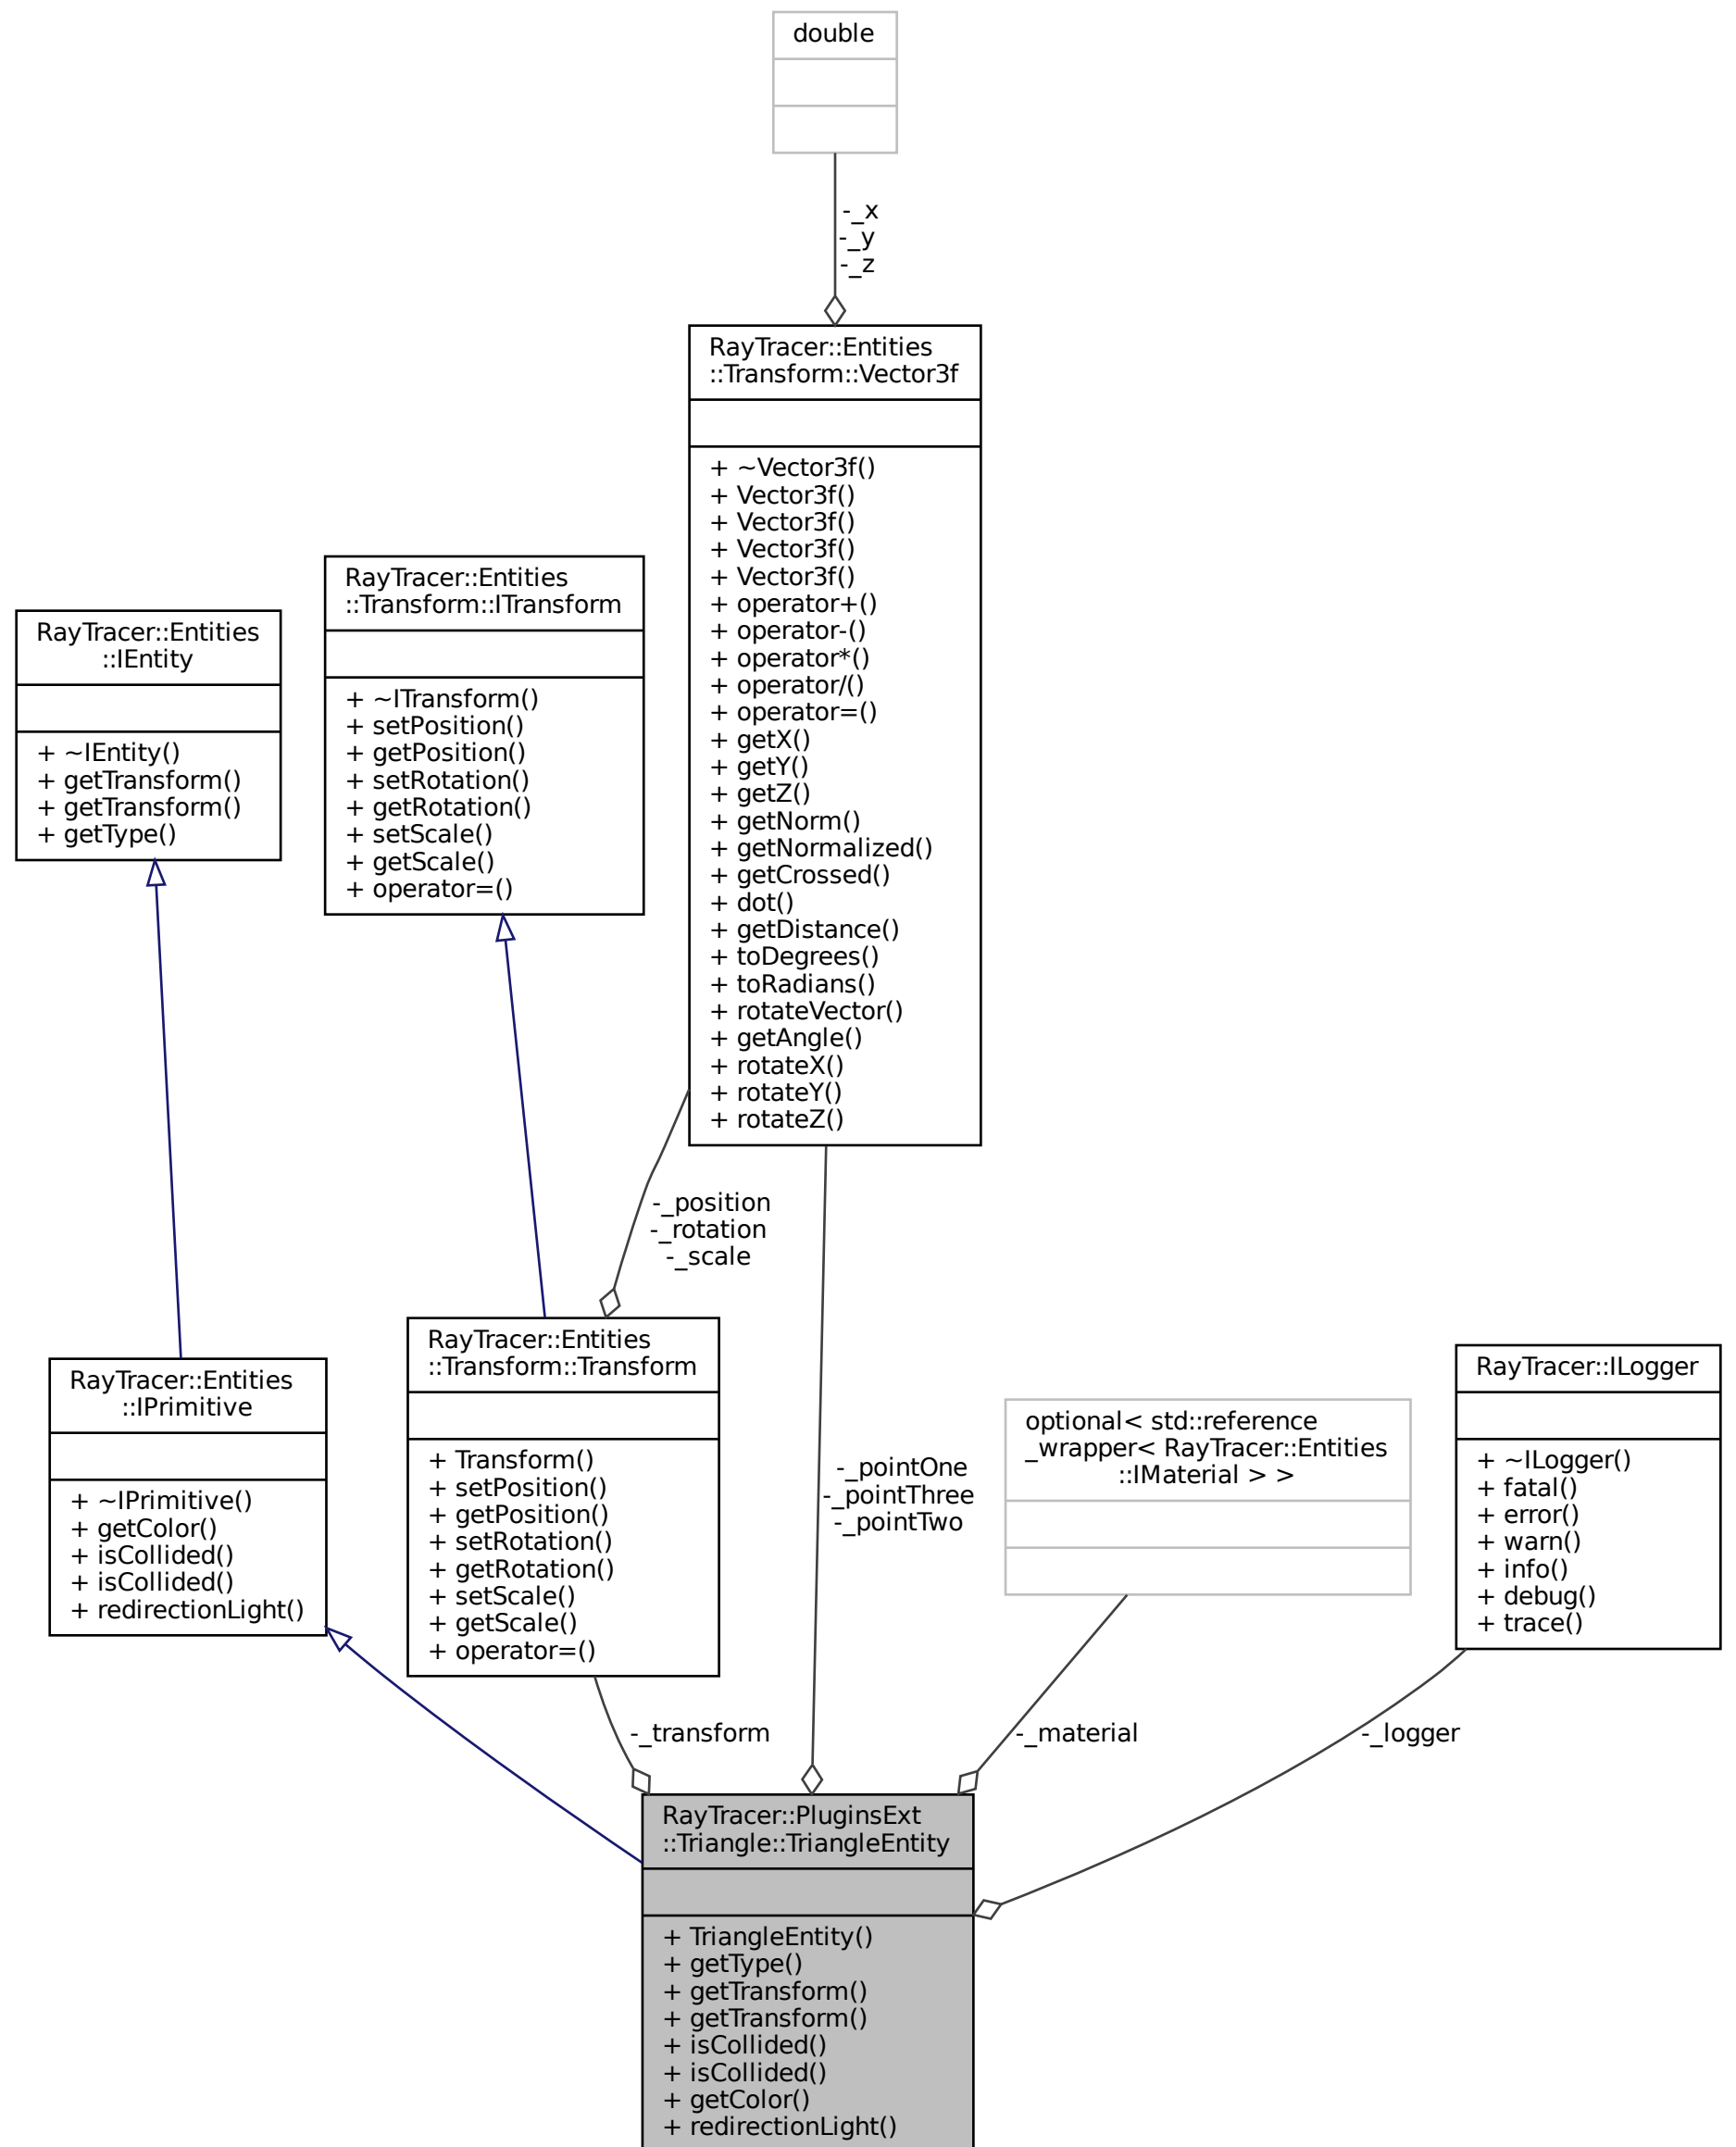 double
-_x
-_y
-_z
RayTracer::Entities
::Transform::Vector3f
+ ~Vector3f()
+ Vector3f()
+ Vector3f()
+ Vector3f()
+ Vector3f()
+ operator+()
+ operator-()
+ operator*()
+ operator/()
+ operator=()
+ getX()
+ getY()
+ getZ()
+ getNorm()
+ getNormalized()
+ getCrossed()
+ dot()
+ getDistance()
+ toDegrees()
+ toRadians()
+ rotateVector()
+ getAngle()
+ rotateX()
+ rotateY()
+ rotateZ()
RayTracer::Entities
::Transform::ITransform
+ ~ITransform()
+ setPosition()
+ getPosition()
+ setRotation()
+ getRotation()
+ setScale()
+ getScale()
+ operator=()
RayTracer::Entities
::IEntity
+ ~IEntity()
+ getTransform()
+ getTransform()
+ getType()
-_position
-_rotation
-_scale
RayTracer::Entities
::IPrimitive
+ ~IPrimitive()
+ getColor()
+ isCollided()
+ isCollided()
+ redirectionLight()
RayTracer::Entities
::Transform::Transform
+ Transform()
+ setPosition()
+ getPosition()
+ setRotation()
+ getRotation()
+ setScale()
+ getScale()
+ operator=()
-_pointOne
-_pointThree
-_pointTwo
optional< std::reference
_wrapper< RayTracer::Entities
::IMaterial > >
RayTracer::ILogger
+ ~ILogger()
+ fatal()
+ error()
+ warn()
+ info()
+ debug()
+ trace()
-_transform
-_material
-_logger
RayTracer::PluginsExt
::Triangle::TriangleEntity
+ TriangleEntity()
+ getType()
+ getTransform()
+ getTransform()
+ isCollided()
+ isCollided()
+ getColor()
+ redirectionLight()